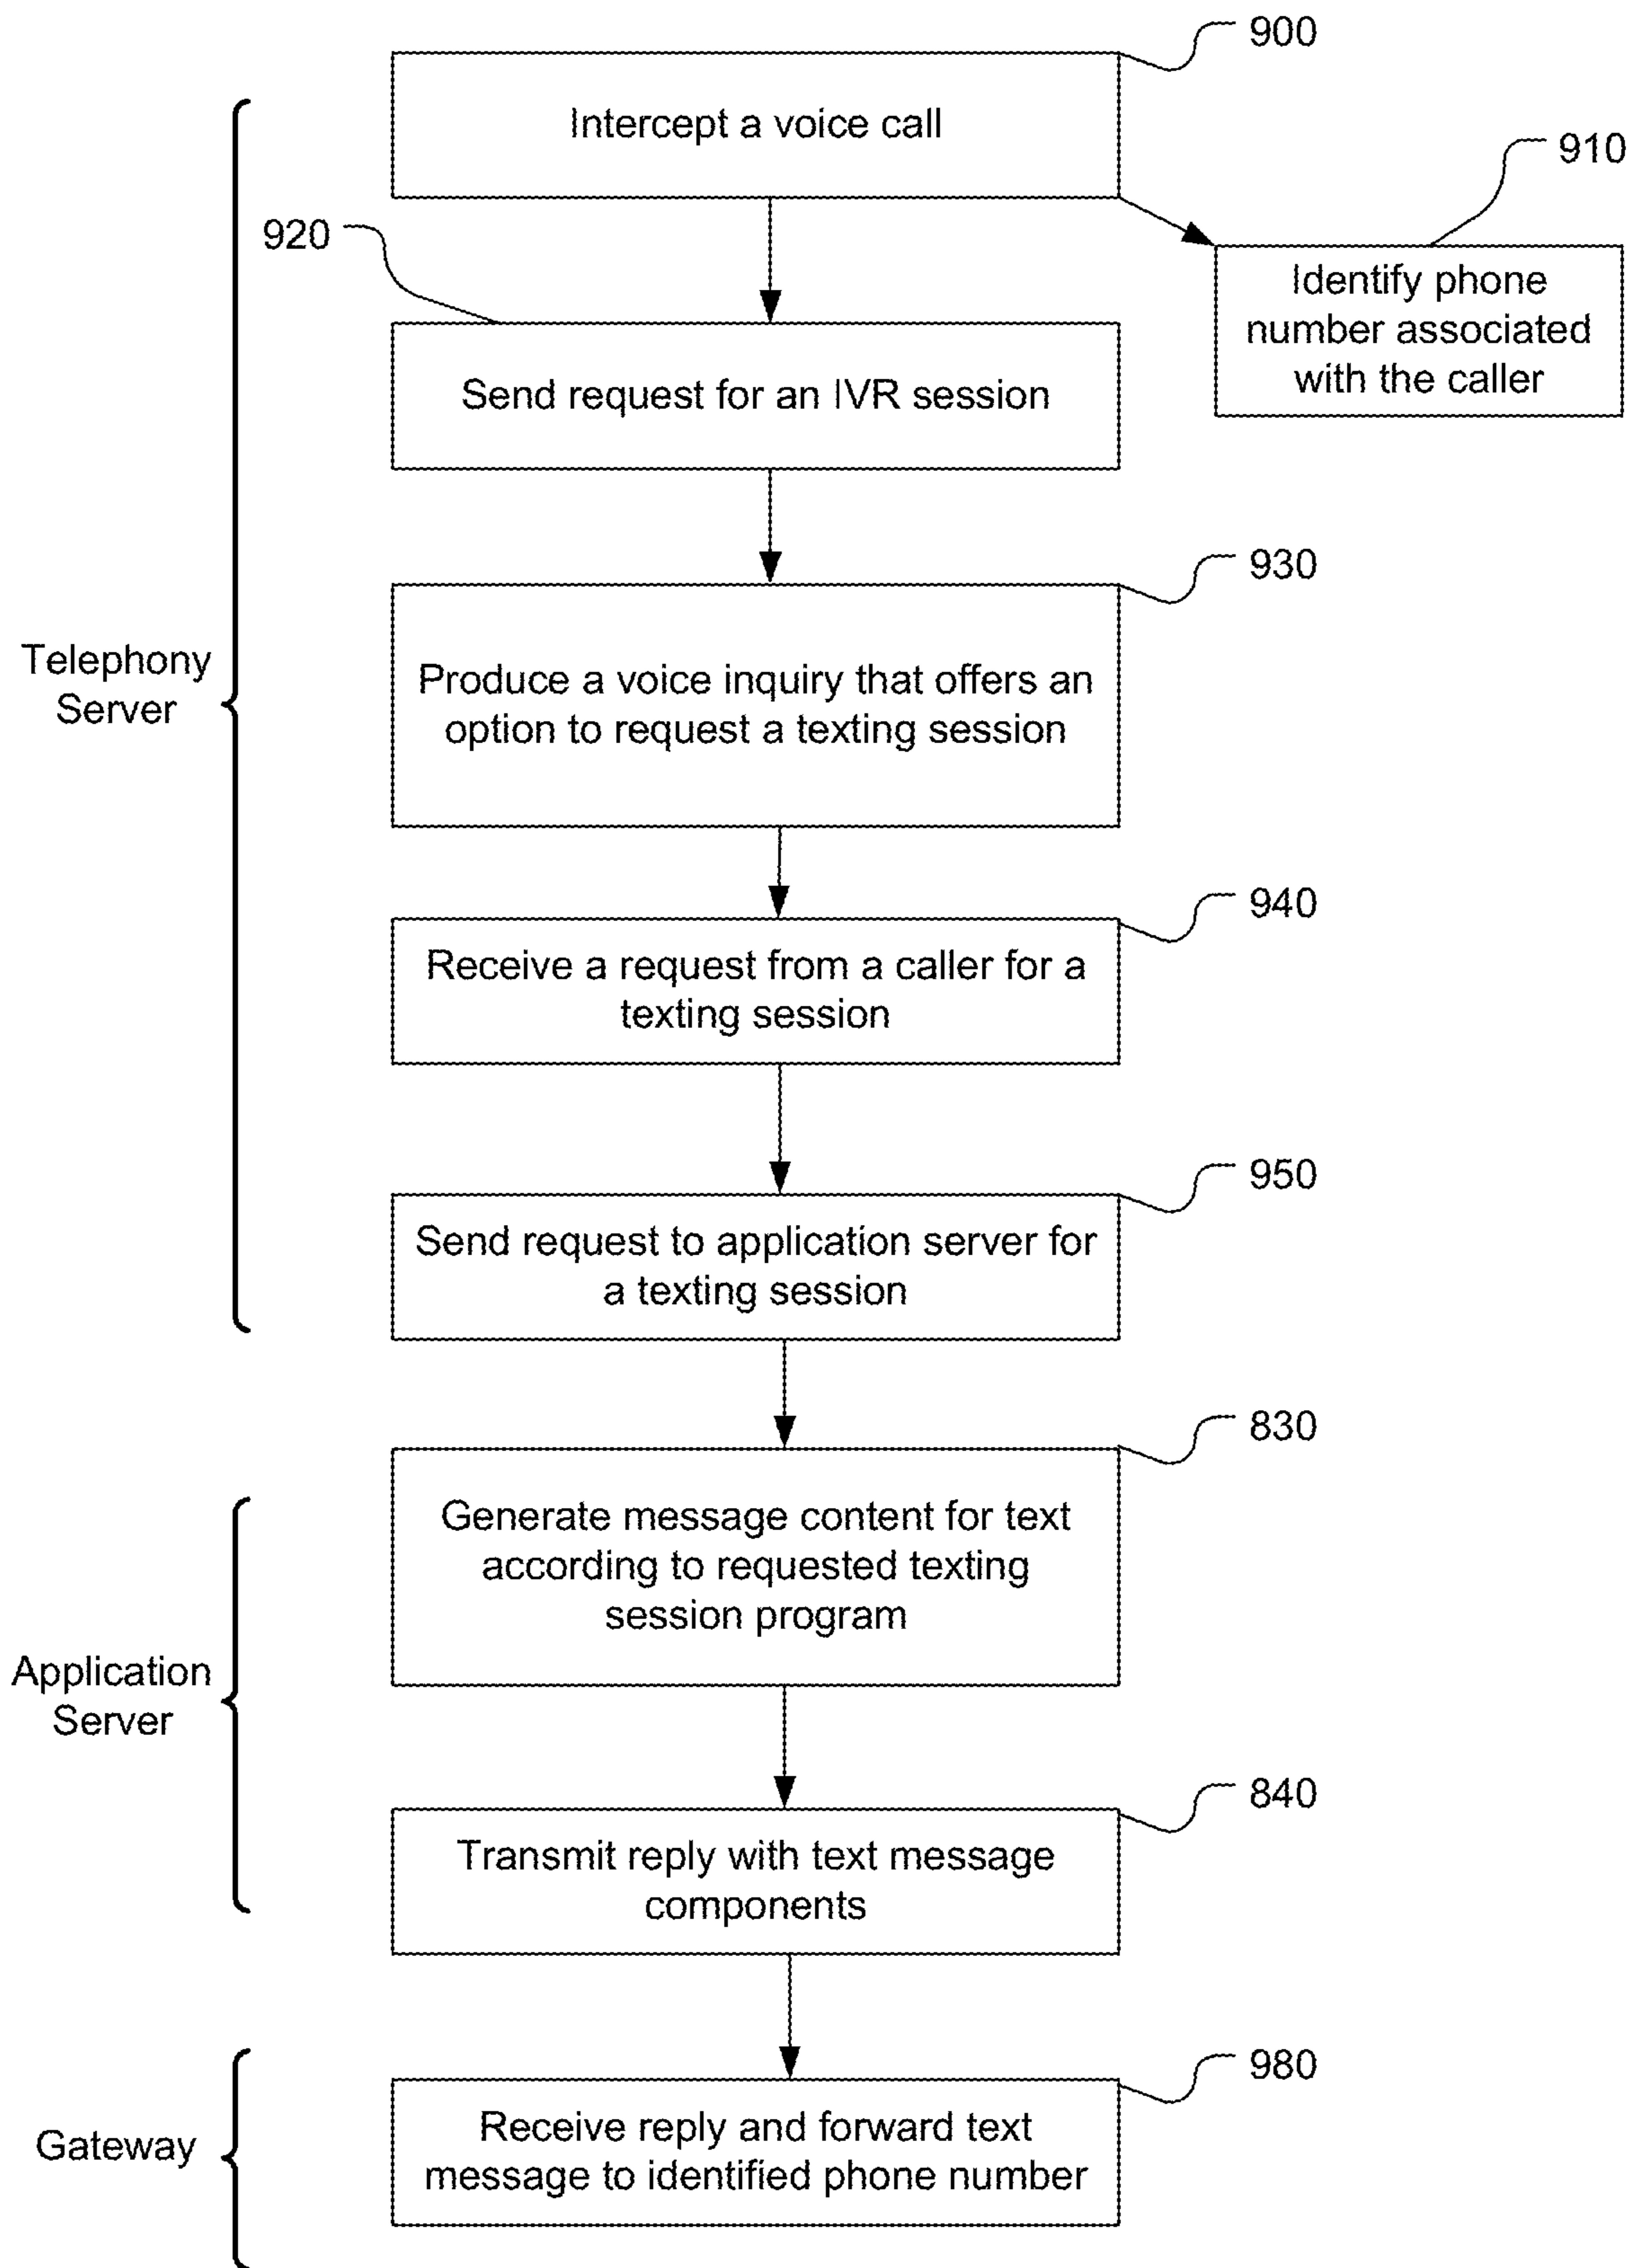 900
Intercept a voice call
910
920
Identify phone
number associated
with the caller
Send request for an IVR session
930
Telephony
Server
Produce a voice inquiry that offers an
option to request a texting session
940
Receive a request from a caller for a
texting session
950
Send request to application server for
a texting session
830
Generate message content for text
according to requested texting
session program
Application
Server
840
Transmit reply with text message
components
980
Gateway
Receive reply and forward text
message to identified phone number